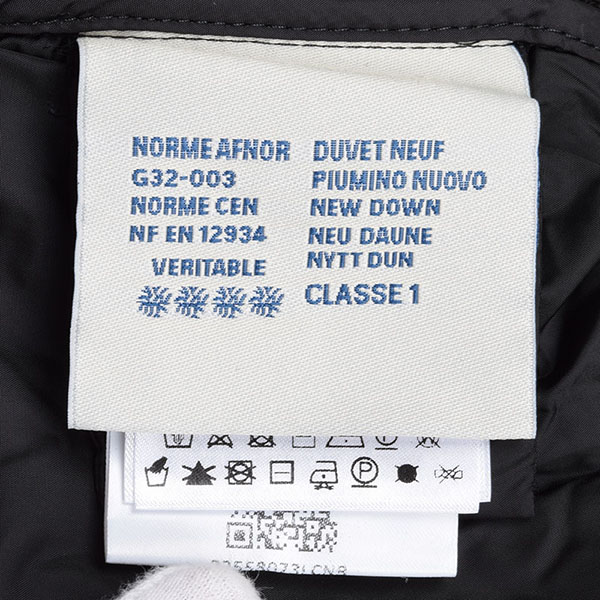 NORME AFNOR
G32-003
NORME CEN
NF EN 12934
VERITABLE
DUVET NEUF
PIUMINO NUOVO
NEW DOWN
NEU DAUNE
NYTT DUN
CLASSE 1